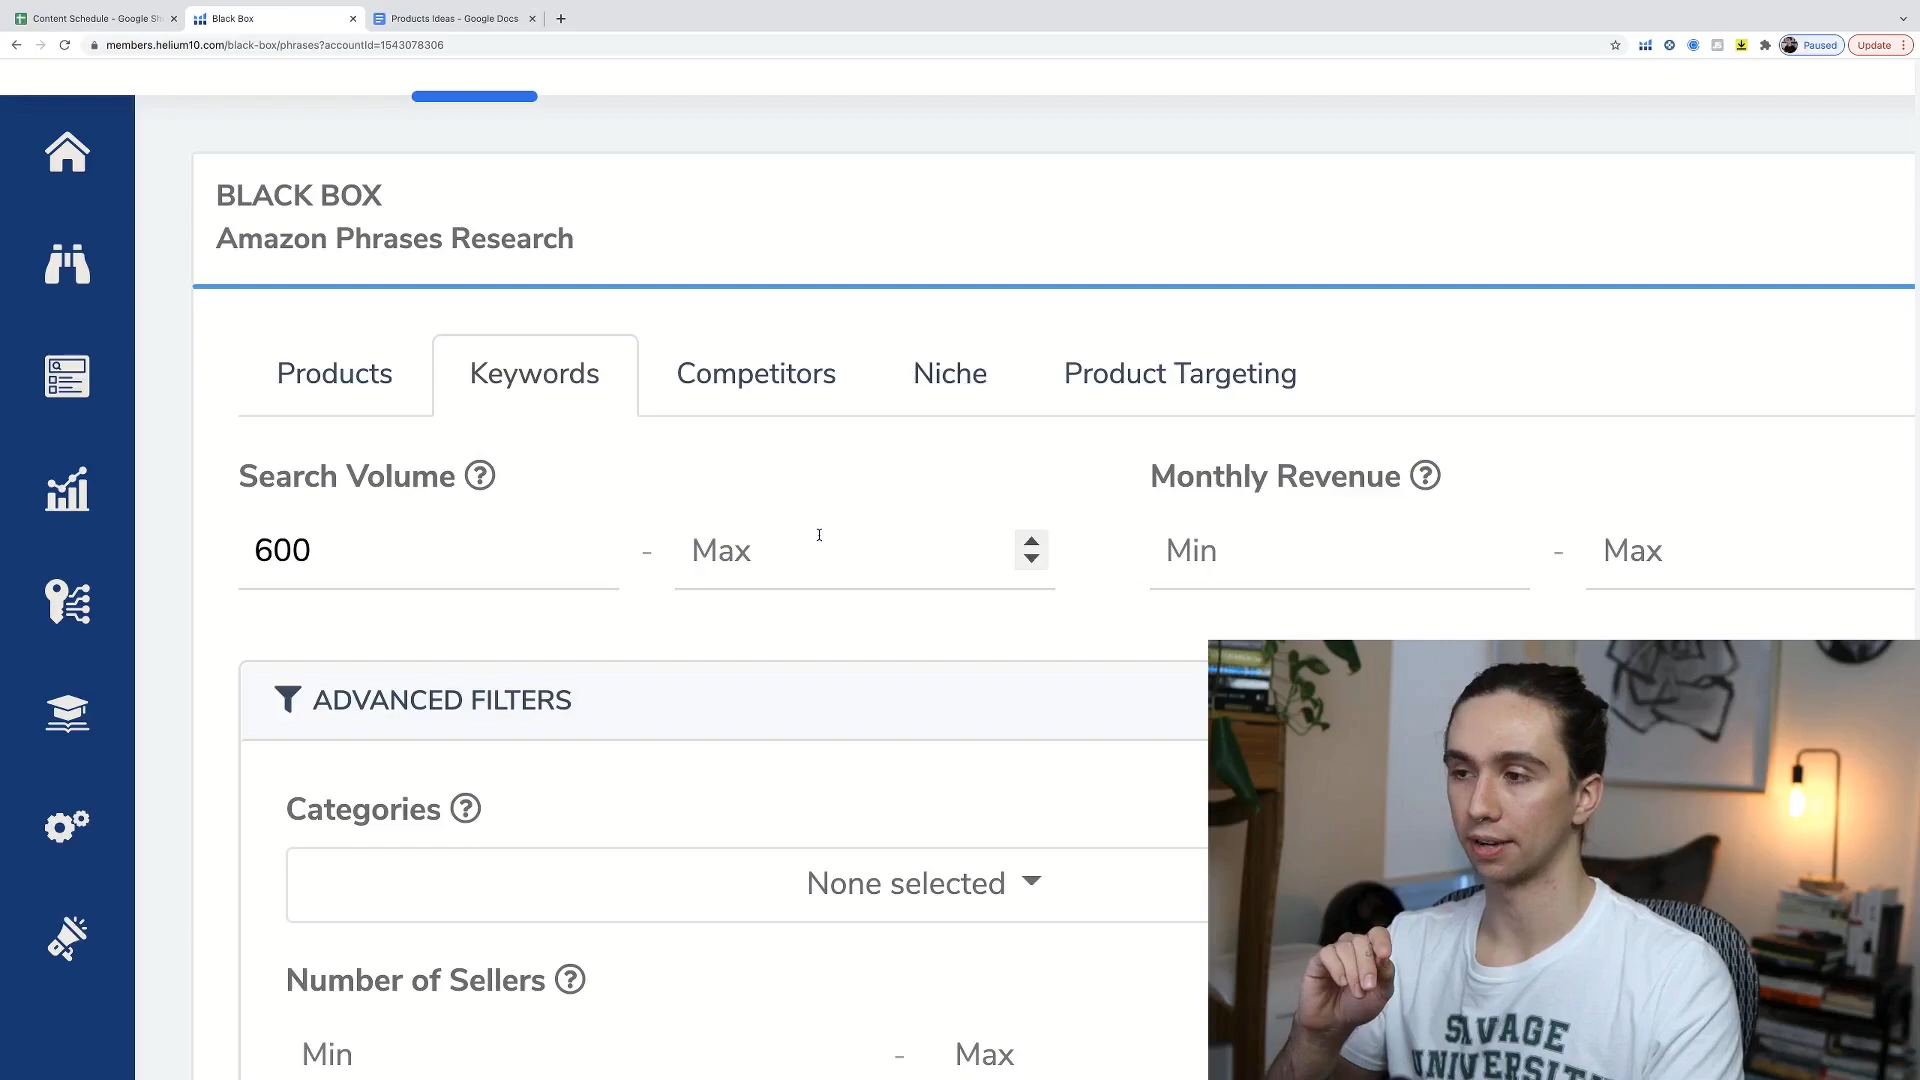 Content Schedule - Google Sh
Black Box
Products Ideas - Google Docs
members.helium10.com/black-box/phrases?accountId=1543078306
Paused
Update
BLACK BOX
Amazon Phrases Research
Products
Keywords
Competitors
Niche
Product Targeting
Search Volume
Monthly Revenue
600
-
Max
Min
-
Max
ADVANCED FILTERS
Categories
None selected
Number of Sellers
Min
-
Max
SAVAGE
UNIVERSITY